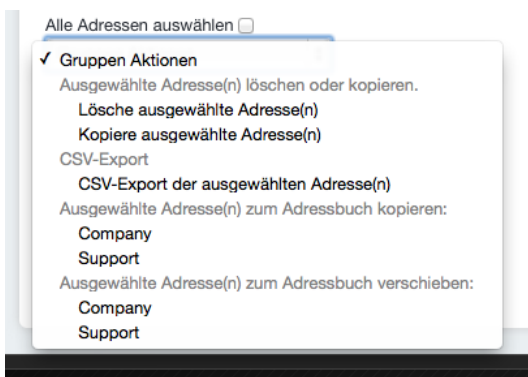 Alle Adressen auswählen
✓ Gruppen Aktionen
Ausgewählte Adresse(n) löschen oder kopieren.
Lösche ausgewählte Adresse(n)
Kopiere ausgewählte Adresse(n)
CSV-Export
CSV-Export der ausgewählten Adresse(n)
Ausgewählte Adresse(n) zum Adressbuch kopieren:
Company
Support
Ausgewählte Adresse(n) zum Adressbuch verschieben:
Company
Support